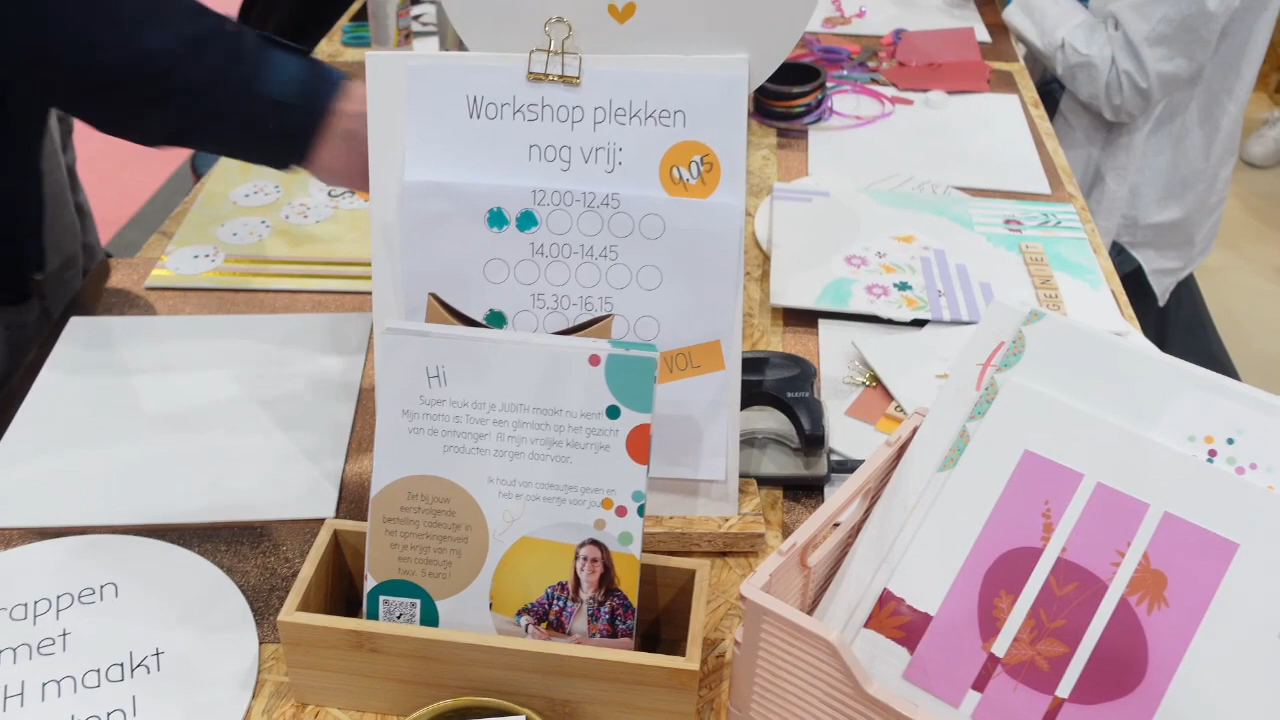 Workshop plekken
nog vrij:
9.95
12.00-12.45
14.00-14.45
15.30-16.15
VOL
Hi
Super leuk dat je JUDITH maakt nu kent!
Mijn motto is: Tover een glimlach op het gezicht
van de ontvanger! Al mijn vrolijke kleurrijke
producten zorgen daarvoor.
Ik houd van cadeautjes geven en
heb er ook eentje voor jou
Zet bij jouw
eerstvolgende
bestelling 'cadeautje' in
het opmerkingenveld
en je krijgt van mij
een cadeautje
t.w.v. 5 euro!
rappen
met
H maakt
GENIET
LEITZ